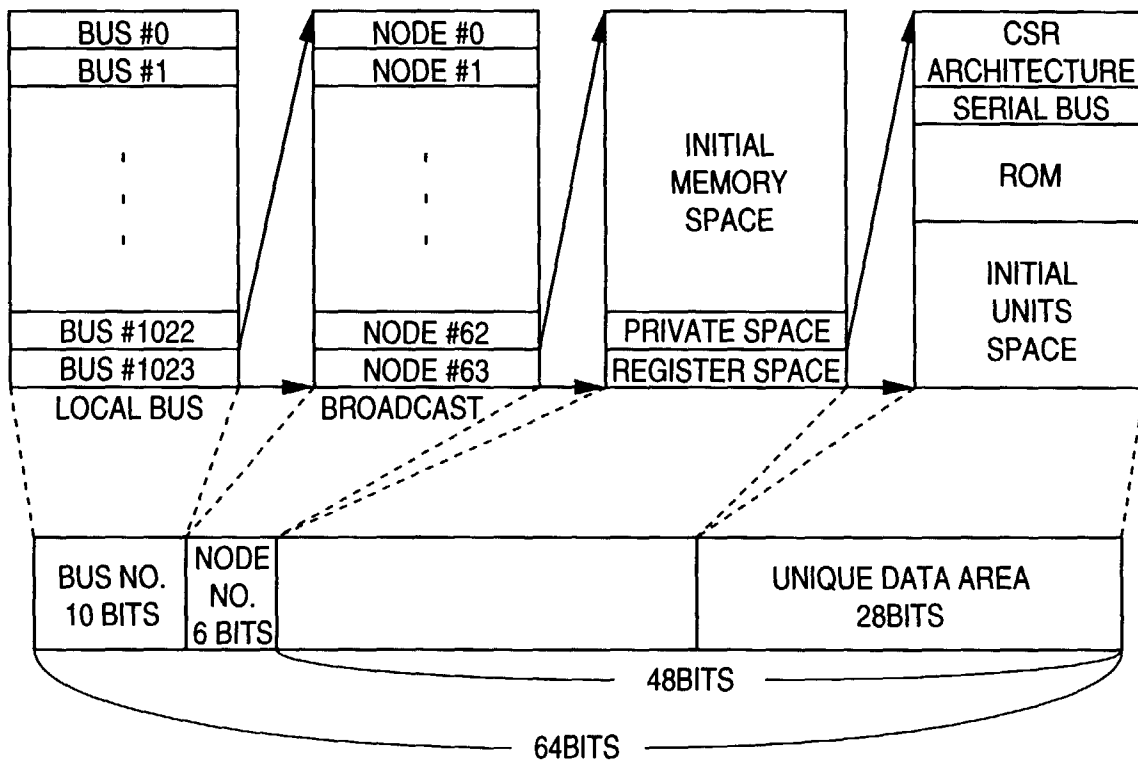 BUS #0
BUS #1
BUS #1022
BUS #1023
LOCAL BUS
NODE #0
NODE #1
NODE #62
NODE #63
BROADCAST
INITIAL
MEMORY
SPACE
PRIVATE SPACE
REGISTER SPACE
CSR
ARCHITECTURE
SERIAL BUS
ROM
INITIAL
UNITS
SPACE
BUS NO.
10 BITS
NODE
NO.
6 BITS
UNIQUE DATA AREA
28BITS
48BITS
64BITS